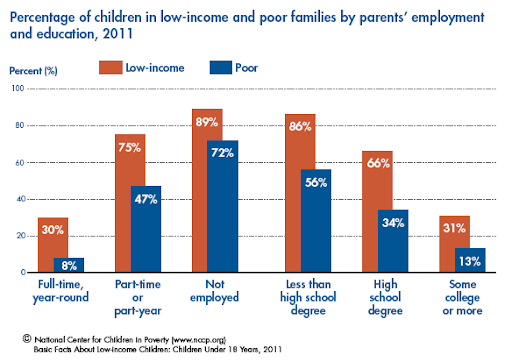 Percentage of children in low-income and poor families by parents' employment
and education, 2011
Percent (%)
Low-income
Poor
100
80
60
40
20
0
30%
8%
75%
47%
89%
72%
86%
56%
66%
34%
31%
13%
Full-time,
year-round
Part-time
or
part-year
Not
employed
Less than
high school
degree
High
school
degree
Some
college
or more
© National Center for Children in Poverty (www.nccp.org)
Basic Facts About Low-income Children: Children Under 18 Years, 2011